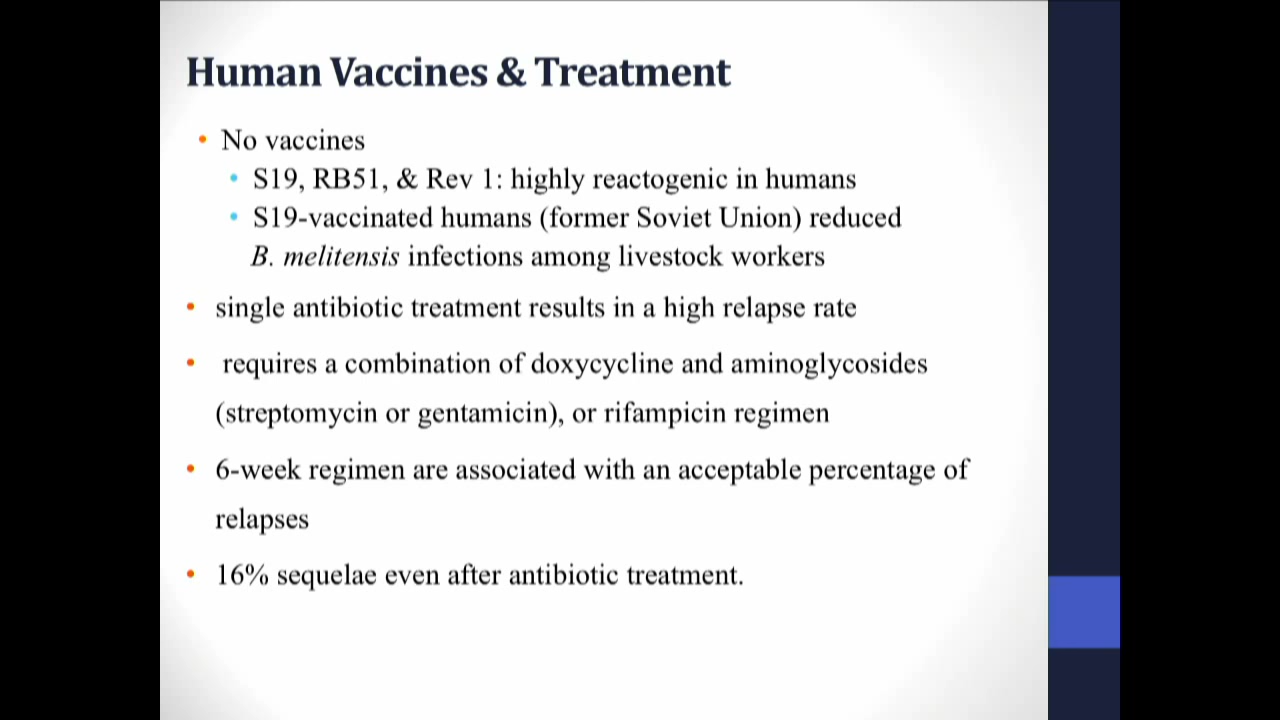 Human Vaccines & Treatment
• No vaccines
• S19, RB51, & Rev 1: highly reactogenic in humans
• S19-vaccinated humans (former Soviet Union) reduced
B. melitensis infections among livestock workers
• single antibiotic treatment results in a high relapse rate
• requires a combination of doxycycline and aminoglycosides
(streptomycin or gentamicin), or rifampicin regimen
• 6-week regimen are associated with an acceptable percentage of
relapses
• 16% sequelae even after antibiotic treatment.